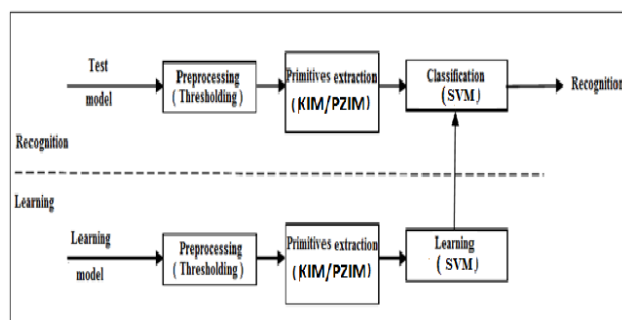 Test
model
Preprocessing
( Thresholding )
Primitives extraction
(KIM/PZIM)
Classification
(SVM)
Recognition
Recognition
Learning
Learning
model
Preprocessing
( Thresholding )
Primitives extraction
(KIM/PZIM)
Learning
( SVM )